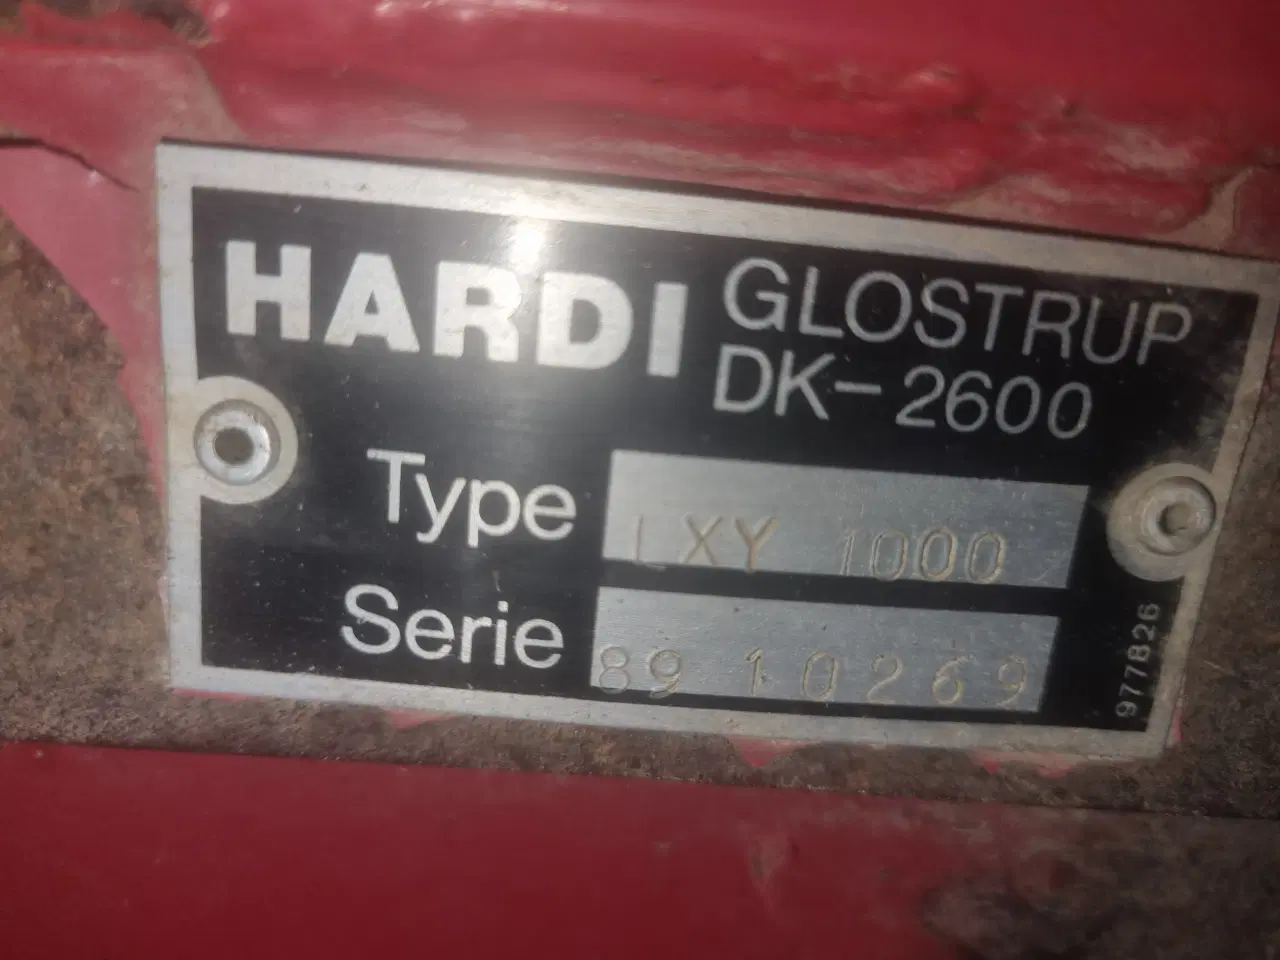 HARDI GLOSTRUP
DK-2600
Type LXY 1000
Serie 89 10269
977826